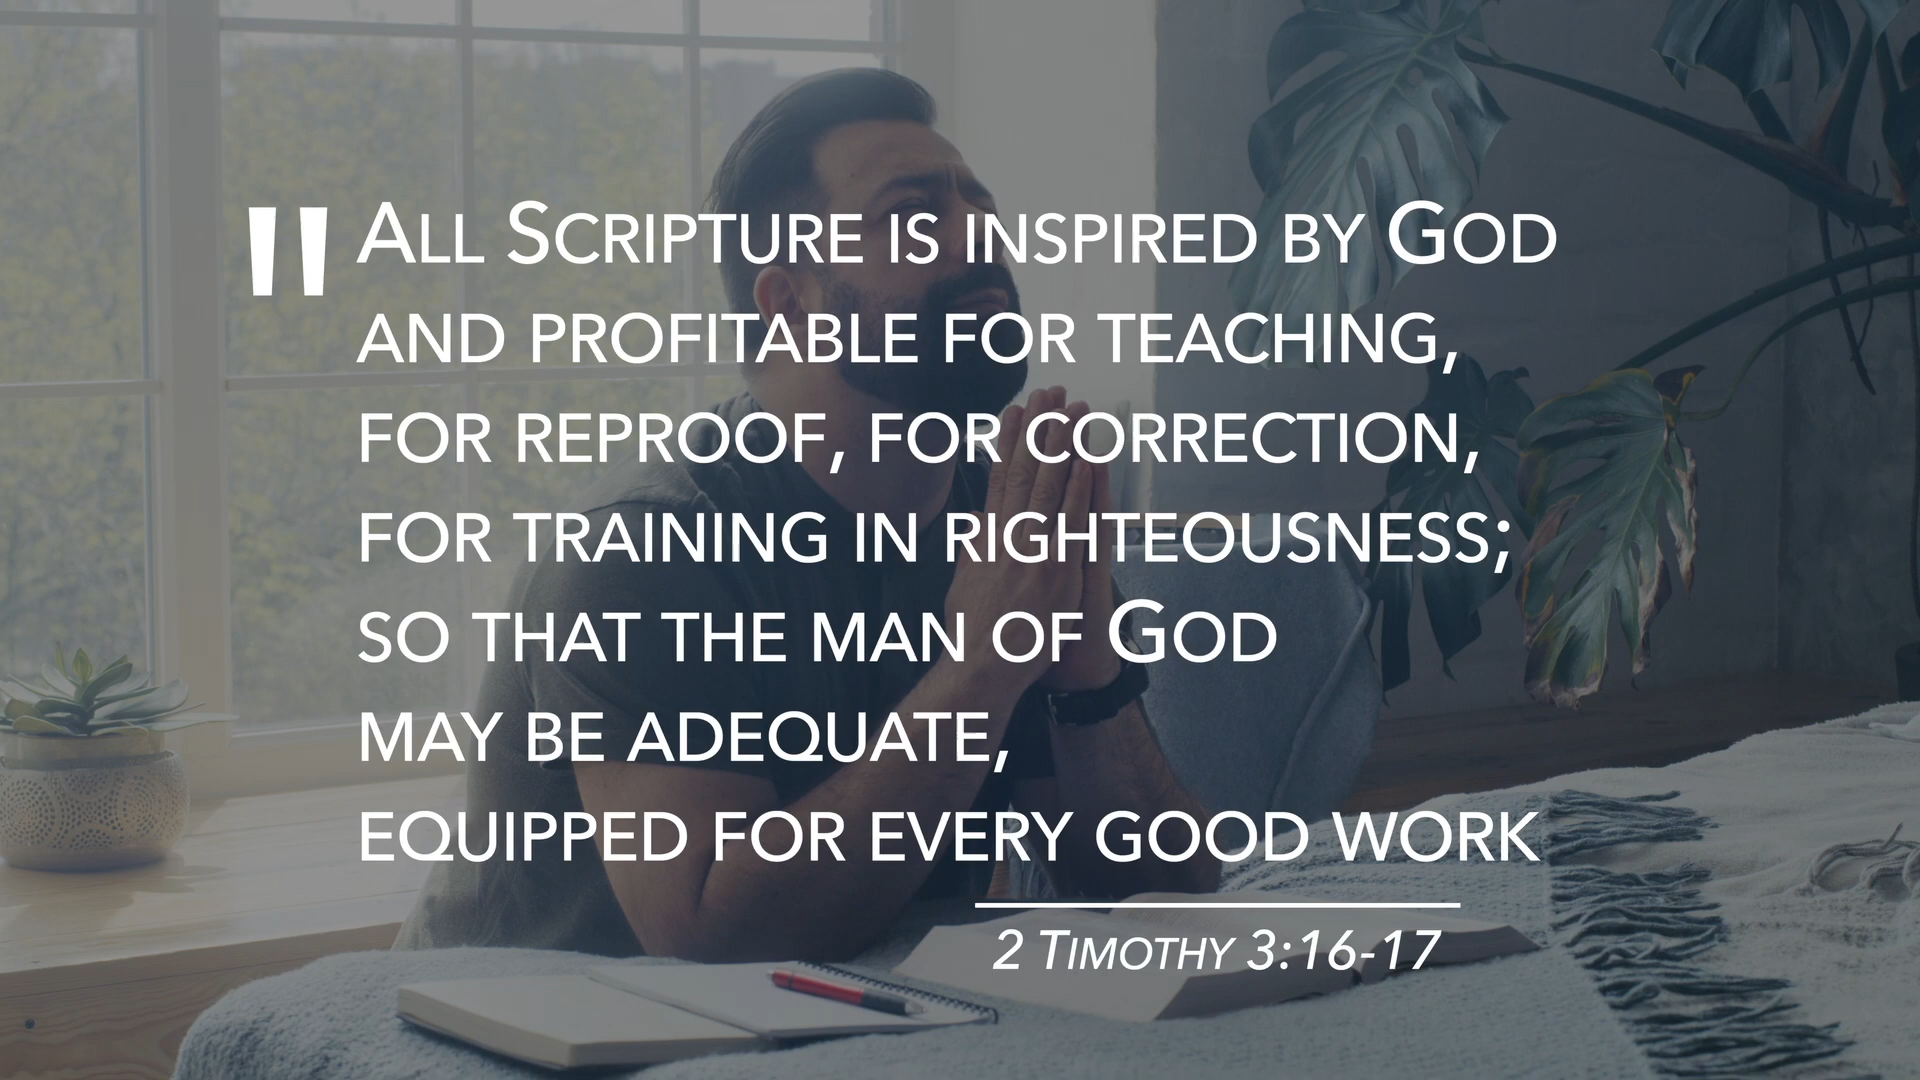 " All Scripture is inspired by God
and profitable for teaching,
for reproof, for correction,
for training in righteousness;
so that the man of God
may be adequate,
equipped for every good work
2 Timothy 3:16-17